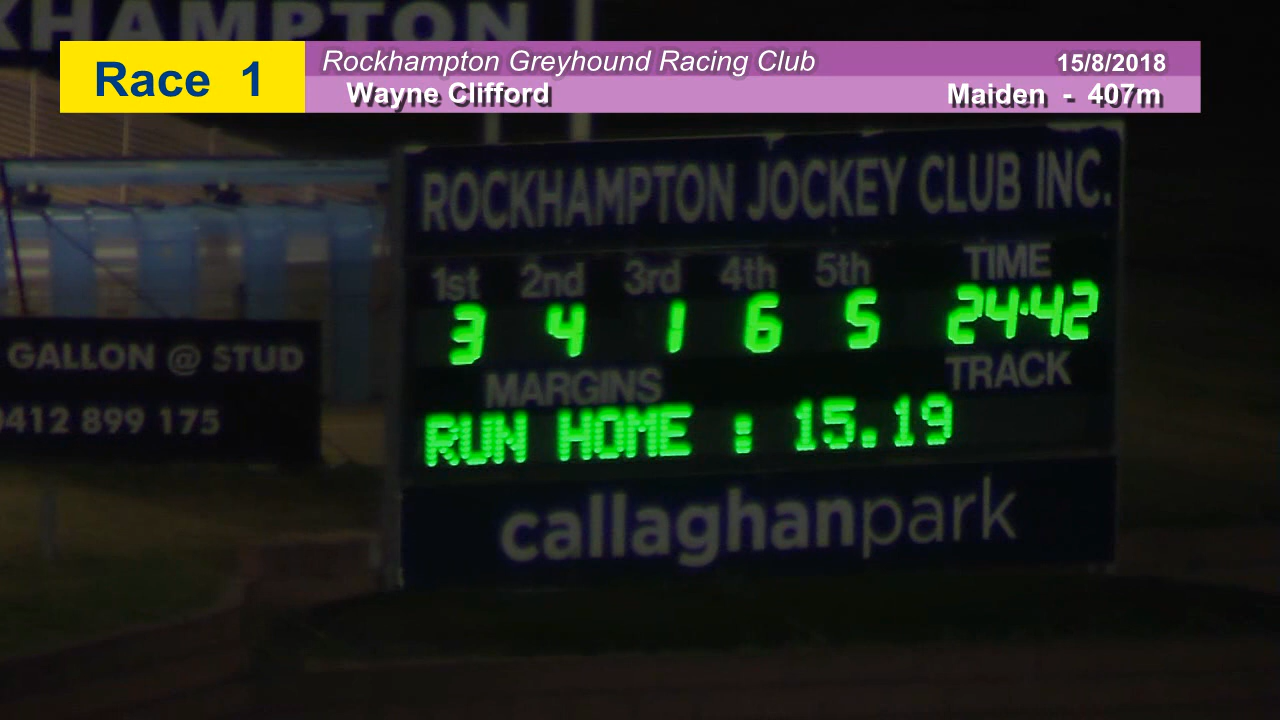 KHAMPTON
Race 1
Rockhampton Greyhound Racing Club
15/8/2018
Wayne Clifford
Maiden - 407m
ROCKHAMPTON JOCKEY CLUB INC.
1st 2nd 3rd 4th 5th TIME
3 4 1 6 5 24.42
MARGINS TRACK
RUN HOME : 15.19
callaghanpark
GALLON @ STUD
0412 899 175